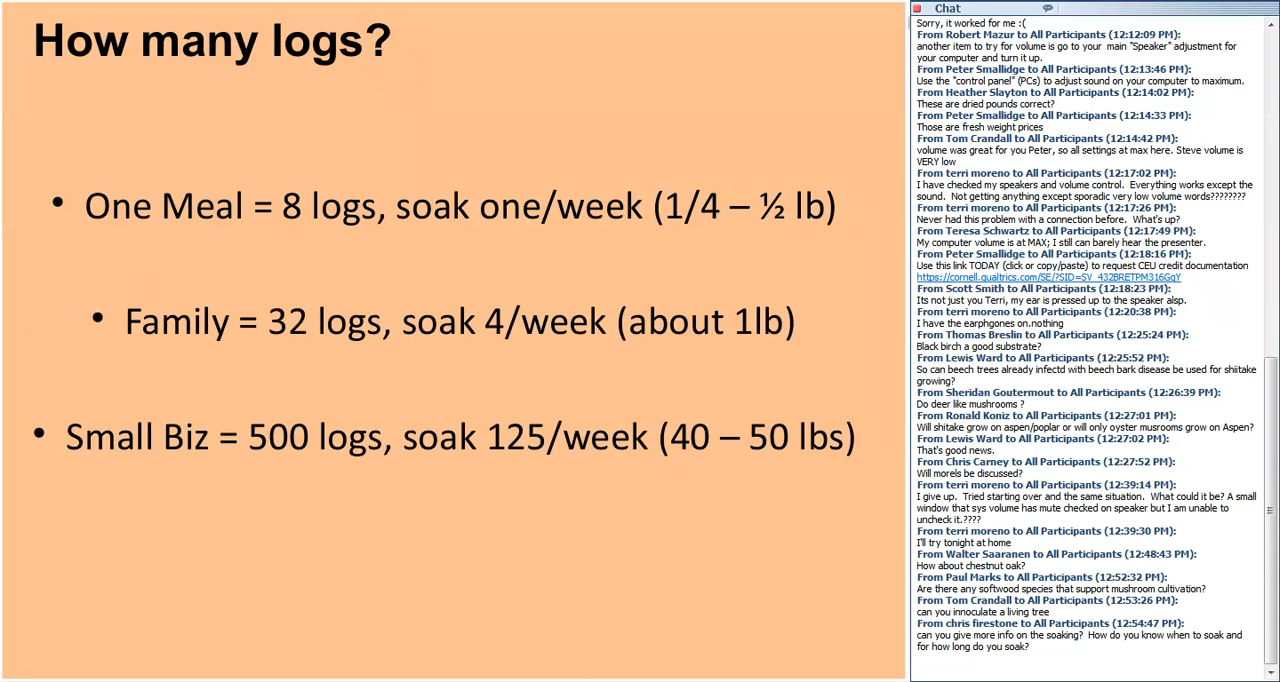 How many logs?
• One Meal = 8 logs, soak one/week (1/4 – ½ lb)
• Family = 32 logs, soak 4/week (about 1lb)
• Small Biz = 500 logs, soak 125/week (40 – 50 lbs)
Chat
Sorry, it worked for me :(
From Robert Mazur to All Participants (12:12:09 PM):
another item to try for volume is go to your  main "Speaker" adjustment for
your computer and turn it up.
From Peter Smallidge to All Participants (12:13:46 PM):
Use the "control panel" (PCs) to adjust sound on your computer to maximum.
From Heather Slayton to All Participants (12:14:02 PM):
These are dried pounds correct?
From Peter Smallidge to All Participants (12:14:33 PM):
Those are fresh weight prices
From Tom Crandall to All Participants (12:14:42 PM):
volume was great for you Peter, so all settings at max here. Steve volume is
VERY low
From terri moreno to All Participants (12:17:02 PM):
I have checked my speakers and volume control.  Everything works except the
sound.  Not getting anything except sporadic very low volume words????????
From terri moreno to All Participants (12:17:26 PM):
Never had this problem with a connection before.  What's up?
From Teresa Schwartz to All Participants (12:17:49 PM):
My computer volume is at MAX; I still can barely hear the presenter.
From Peter Smallidge to All Participants (12:18:16 PM):
Use this link TODAY (click or copy/paste) to request CEU credit documentation
https://cornell.qualtrics.com/SE/?SID=SV_432BRETPM316GqY
From Scott Smith to All Participants (12:18:23 PM):
Its not just you Terri, my ear is pressed up to the speaker alsp.
From terri moreno to All Participants (12:20:38 PM):
I have the earphgones on.nothing
From Thomas Breslin to All Participants (12:25:24 PM):
Black birch a good substrate?
From Lewis Ward to All Participants (12:25:52 PM):
So can beech trees already infectd with beech bark disease be used for shiitake
growing?
From Sheridan Goutermout to All Participants (12:26:39 PM):
Do deer like mushrooms ?
From Ronald Koniz to All Participants (12:27:01 PM):
Will shitake grow on aspen/poplar or will only oyster musrooms grow on Aspen?
From Lewis Ward to All Participants (12:27:02 PM):
That's good news.
From Chris Carney to All Participants (12:27:52 PM):
Will morels be discussed?
From terri moreno to All Participants (12:39:14 PM):
I give up.  Tried starting over and the same situation.  What could it be? A small
window that sys volume has mute checked on speaker but I am unable to
uncheck it.????
From terri moreno to All Participants (12:39:30 PM):
I'll try tonight at home
From Walter Saaranen to All Participants (12:48:43 PM):
How about chestnut oak?
From Paul Marks to All Participants (12:52:32 PM):
Are there any softwood species that support mushroom cultivation?
From Tom Crandall to All Participants (12:53:26 PM):
can you innoculate a living tree
From chris firestone to All Participants (12:54:47 PM):
can you give more info on the soaking?  How do you know when to soak and
for how long do you soak?